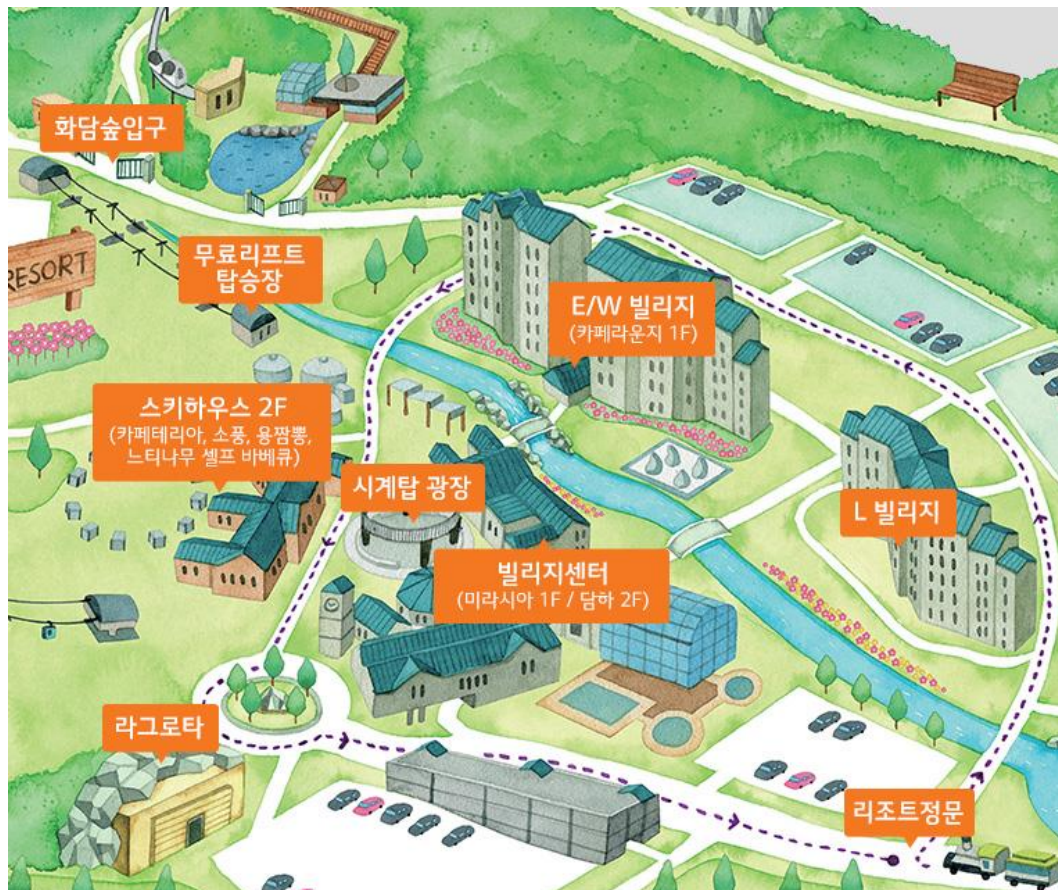 화담숲입구
무료리프트
탑승장
RESORT
E/W 빌리지
(카페라운지 1F)
스키하우스 2F
(카페테리아, 소풍, 용짬뽕,
느티나무 셀프 바베큐)
시계탑 광장
L 빌리지
빌리지센터
(미라시아 1F / 담하 2F)
라그로타
리조트정문